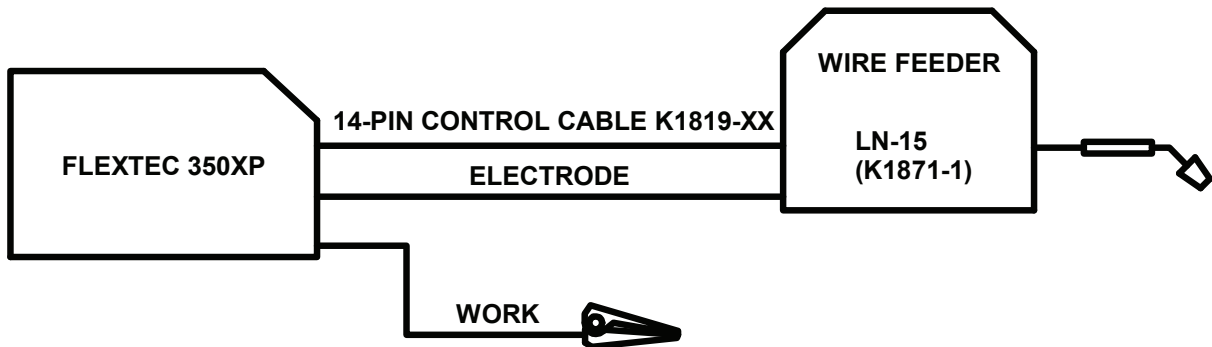 WIRE FEEDER
14-PIN CONTROL CABLE K1819-XX
FLEXTEC 350XP
LN-15
(K1871-1)
ELECTRODE
WORK